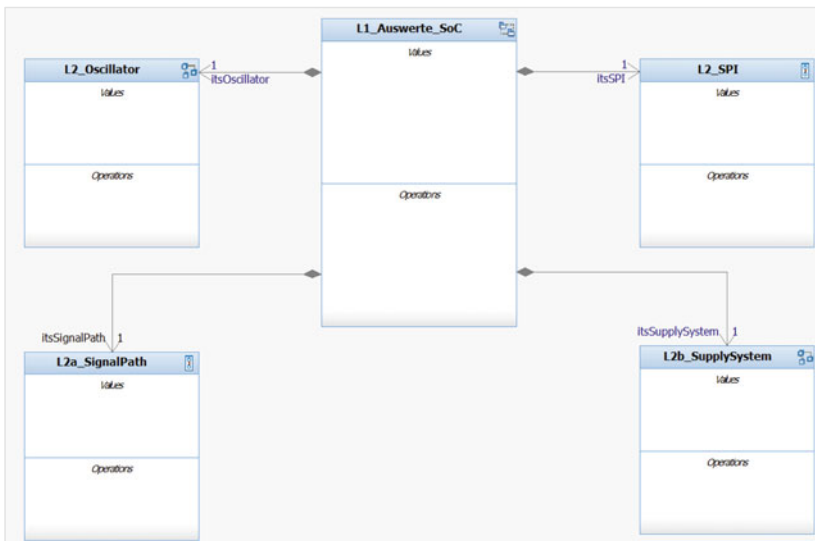 L1_Auswerte_SoC
Values
Operations
L2_Oscillator
Values
Operations
1
itsOscillator
1
itsSPI
L2_SPI
Values
Operations
itsSignalPath 1
L2a_SignalPath
Values
Operations
itsSupplySystem 1
L2b_SupplySystem
Values
Operations